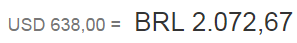 USD 638,00 = BRL 2.072,67